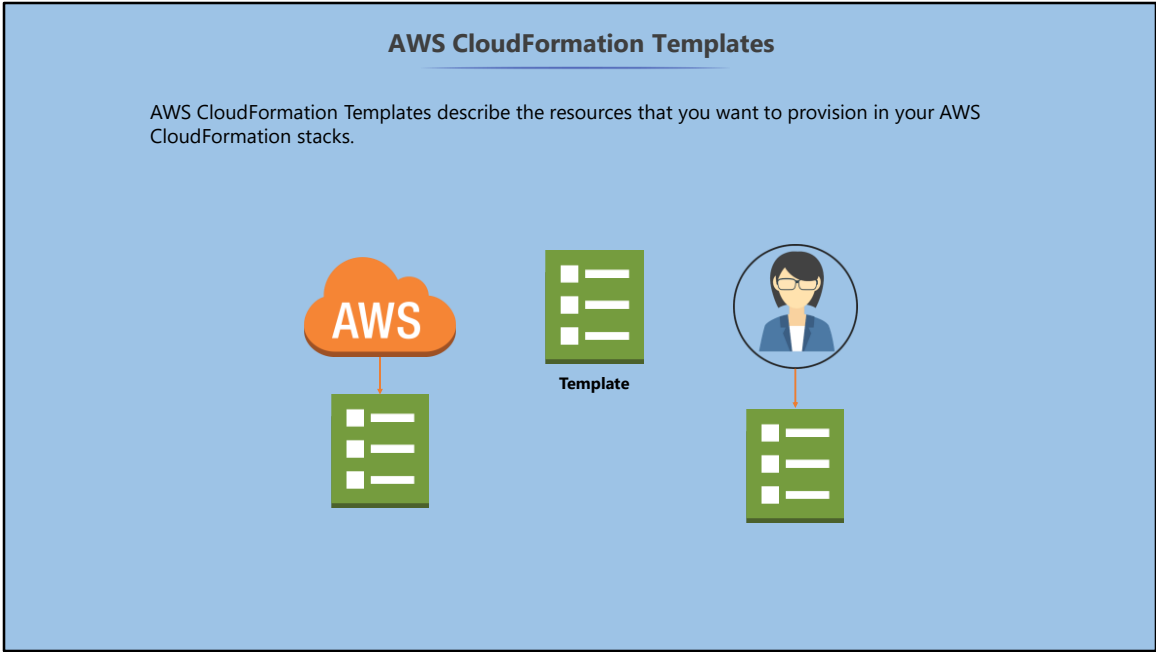 AWS CloudFormation Templates
AWS CloudFormation Templates describe the resources that you want to provision in your AWS
CloudFormation stacks.
AWS
Template